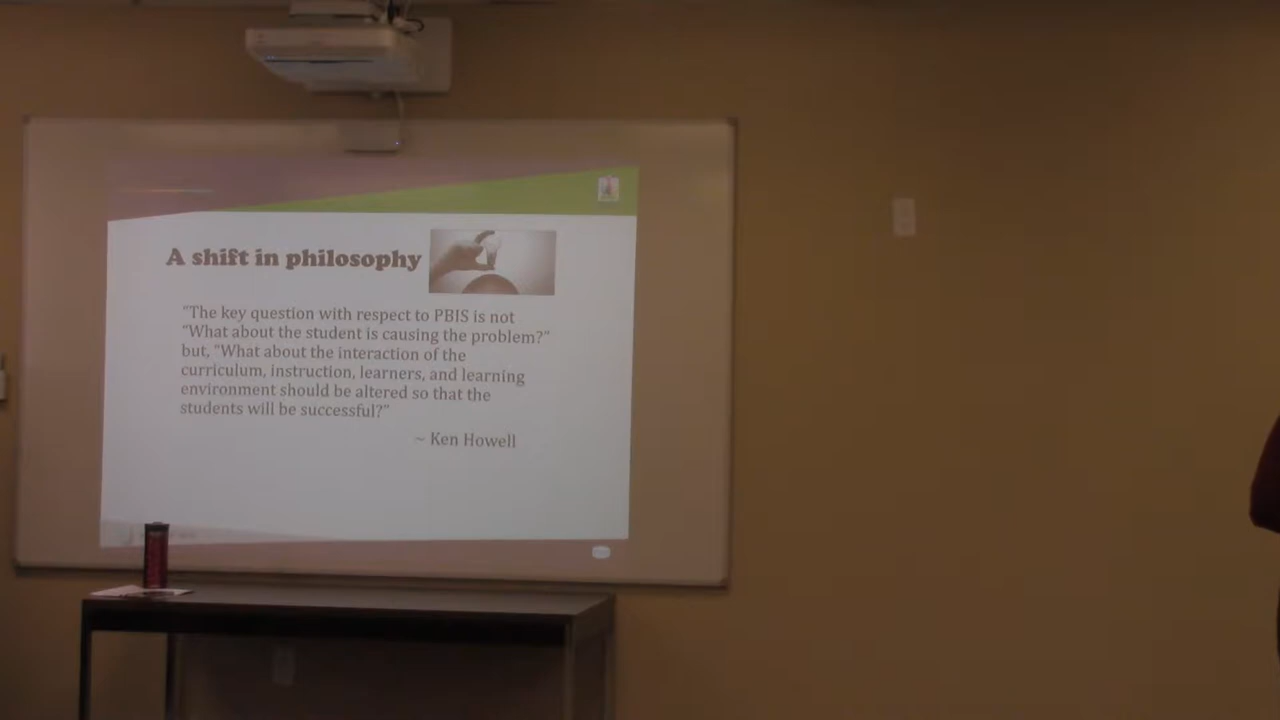 A shift in philosophy
“The key question with respect to PBIS is not
“What about the student is causing the problem?”
but, “What about the interaction of the
curriculum, instruction, learners, and learning
environment should be altered so that the
students will be successful?”
~ Ken Howell